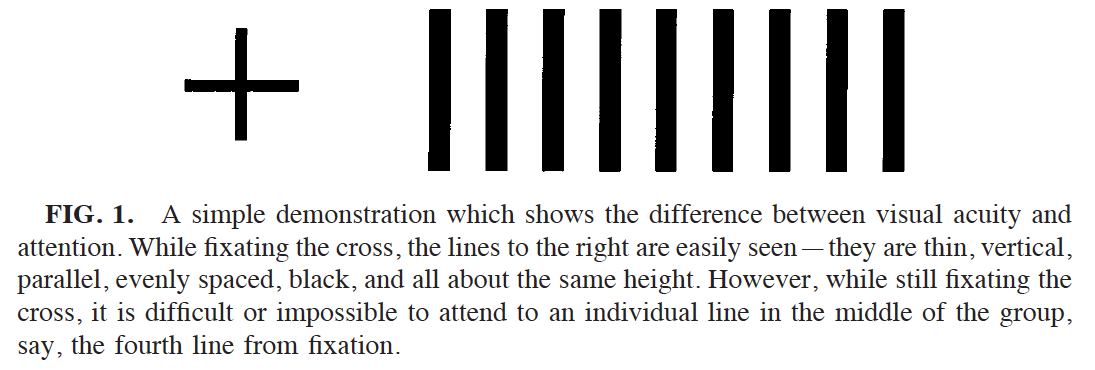 FIG. 1. A simple demonstration which shows the difference between visual acuity and
attention. While fixating the cross, the lines to the right are easily seen—they are thin, vertical,
parallel, evenly spaced, black, and all about the same height. However, while still fixating the
cross, it is difficult or impossible to attend to an individual line in the middle of the group,
say, the fourth line from fixation.